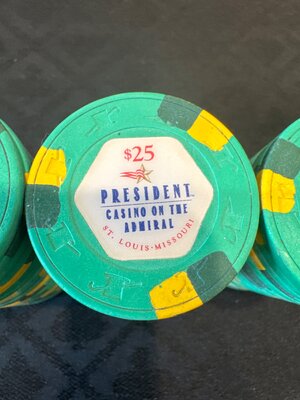 $25
PRESIDENT
CASINO ON THE
ADMIRAL
ST. LOUIS-MISSOURI